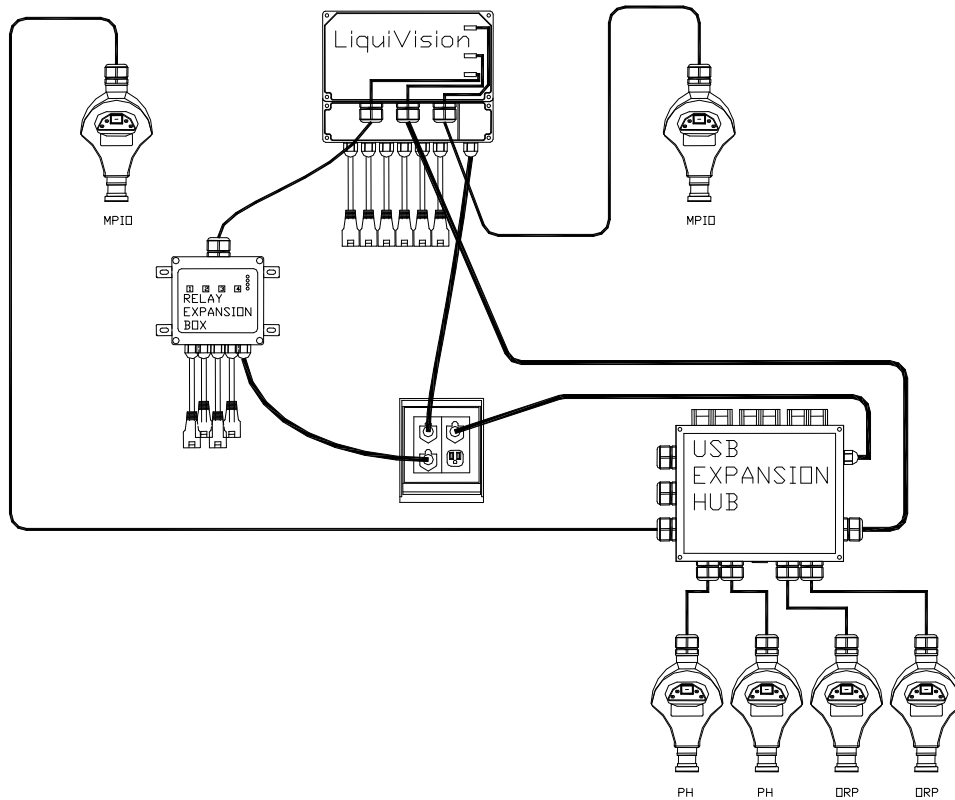 LiquiVision
MPIO
MPIO
1 2 3 4
RELAY
EXPANSION
BOX
USB
EXPANSION
HUB
PH
PH
ORP
ORP